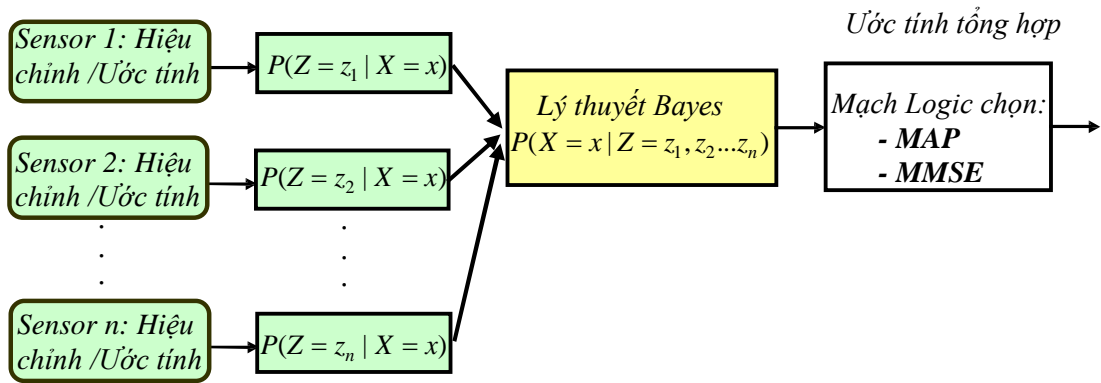 Ước tính tổng hợp
Sensor 1: Hiệu
chỉnh /Ước tính
P(Z = z₁ | X = x)
Sensor 2: Hiệu
chỉnh /Ước tính
P(Z = z₂ | X = x)
.
.
.
.
.
.
Sensor n: Hiệu
chỉnh /Ước tính
P(Z = zₙ | X = x)
Lý thuyết Bayes
P(X = x | Z = z₁, z₂...zₙ)
Mạch Logic chọn:
- MAP
- MMSE